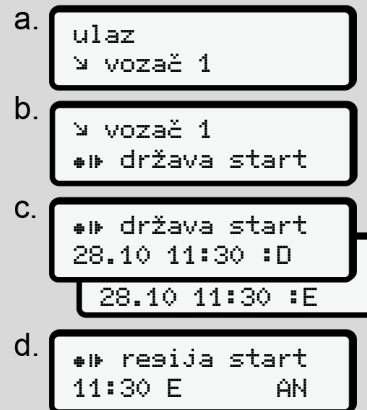 a.
ulaz
↘ vozač 1
b.
↘ vozač 1
●I▶ država start
c.
●I▶ država start
28.10 11:30 :D
28.10 11:30 :E
d.
●I▶ regija start
11:30 E AN